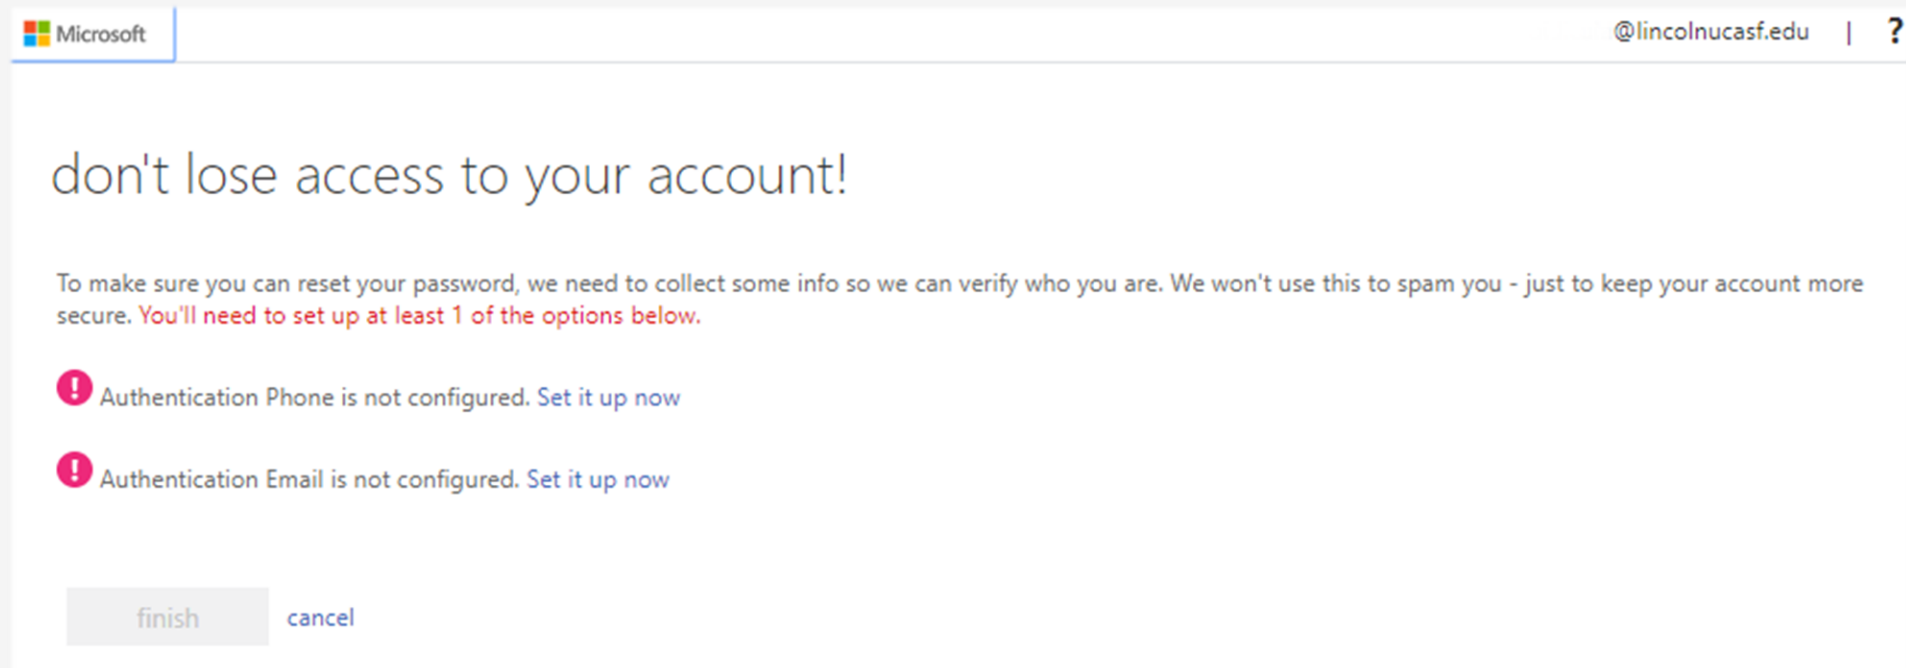 Microsoft
@lincolnucasf.edu | ?
don't lose access to your account!
To make sure you can reset your password, we need to collect some info so we can verify who you are. We won't use this to spam you - just to keep your account more
secure. You'll need to set up at least 1 of the options below.
! Authentication Phone is not configured. Set it up now
! Authentication Email is not configured. Set it up now
finish cancel